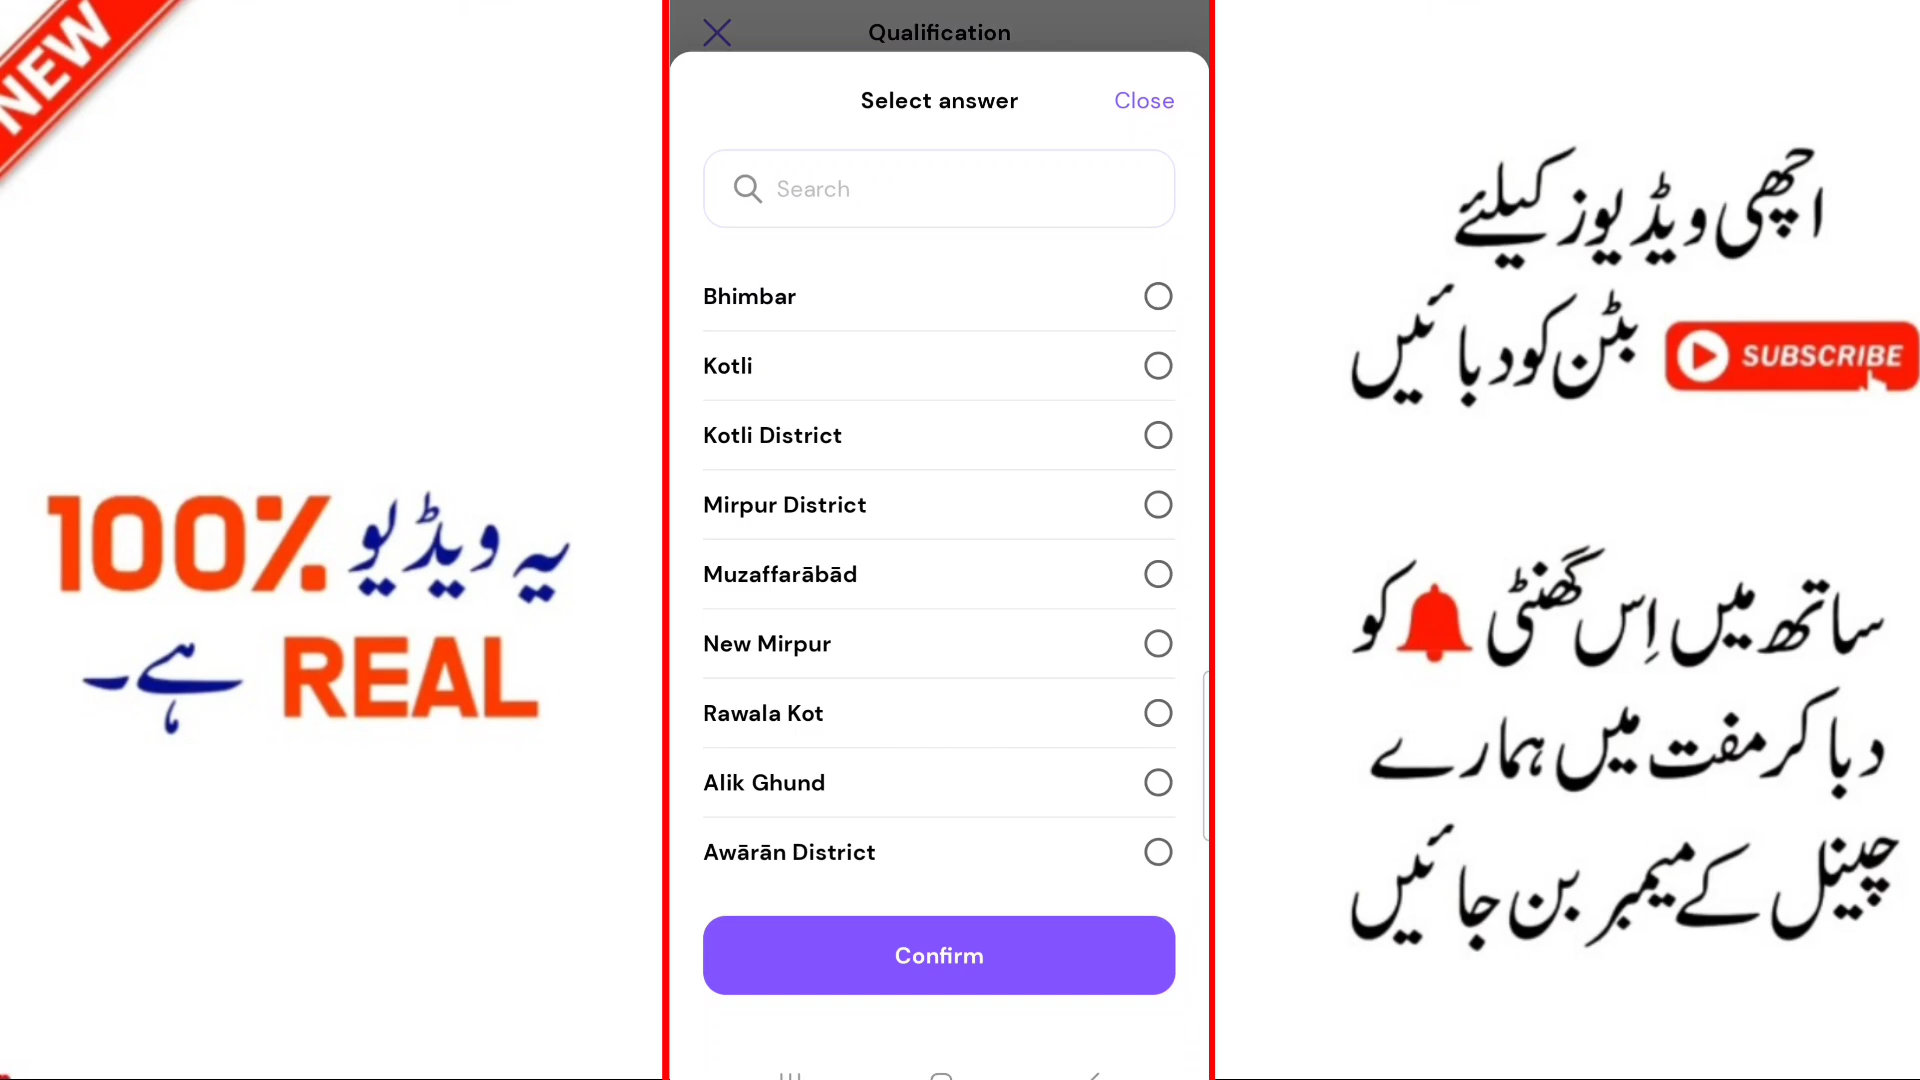 NEW
یہ ویڈیو 100%
REAL ہے۔
Qualification
Select answer
Close
Search
Bhimbar
Kotli
Kotli District
Mirpur District
Muzaffarābād
New Mirpur
Rawala Kot
Alik Ghund
Awārān District
Confirm
اچھی ویڈیوز کیلئے
SUBSCRIBE بٹن کو دبائیں
ساتھ میں اِس گھنٹی کو
دبا کر مفت میں ہمارے
چینل کے میمبر بن جائیں